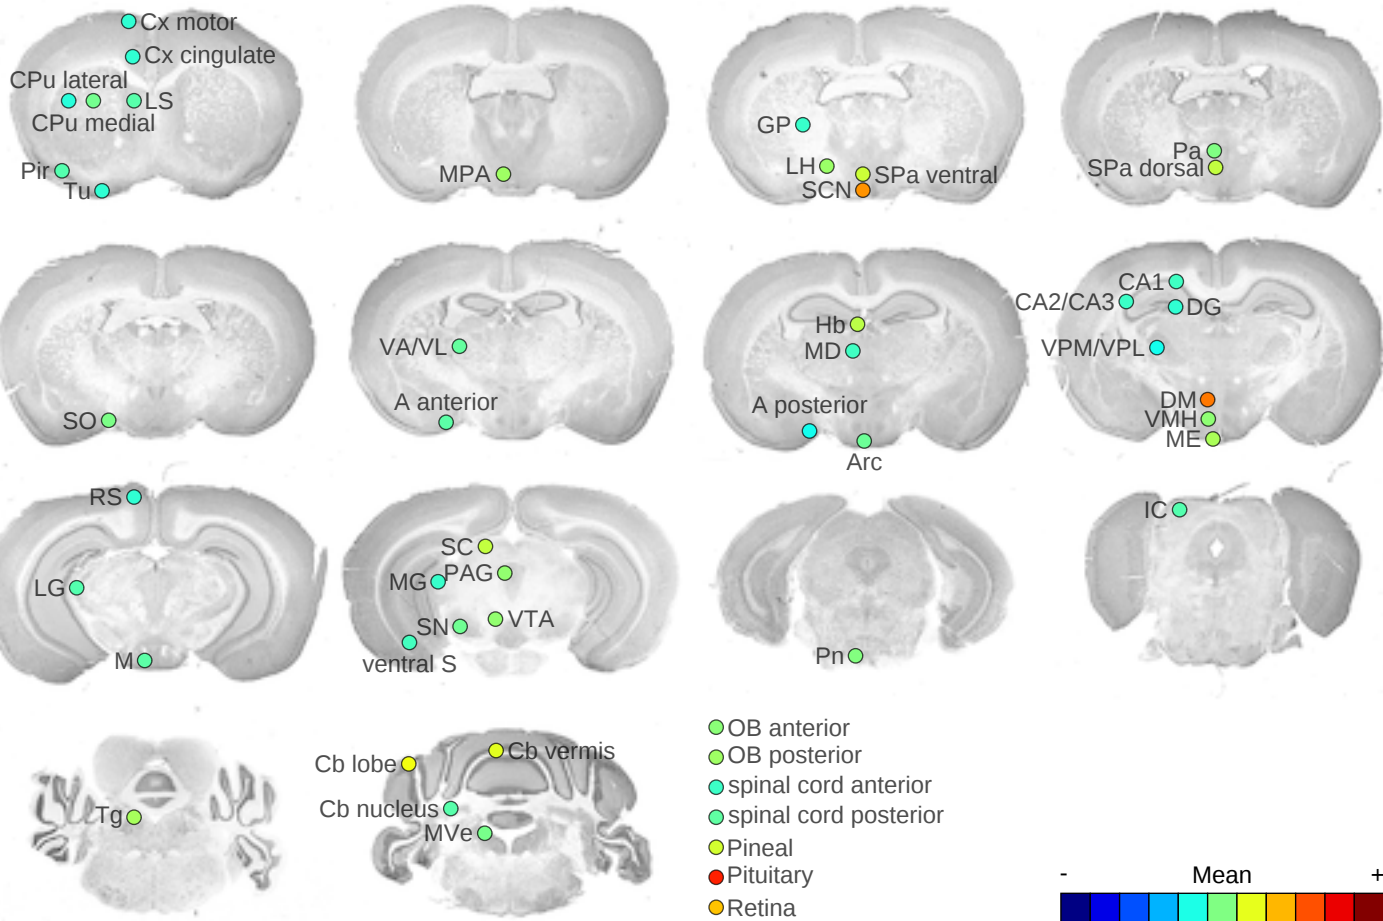 Cx motor
Cx cingulate
CPu lateral
LS
CPu medial
Pir
Tu
MPA
GP
LH
SPa ventral
SCN
Pa
SPa dorsal
SO
VA/VL
A anterior
Hb
MD
A posterior
Arc
CA1
CA2/CA3
DG
VPM/VPL
DM
VMH
ME
RS
LG
M
SC
PAG
MG
VTA
SN
ventral S
Pn
IC
Tg
Cb lobe
Cb vermis
Cb nucleus
MVe
OB anterior
OB posterior
spinal cord anterior
spinal cord posterior
Pineal
Pituitary
Retina
- Mean +